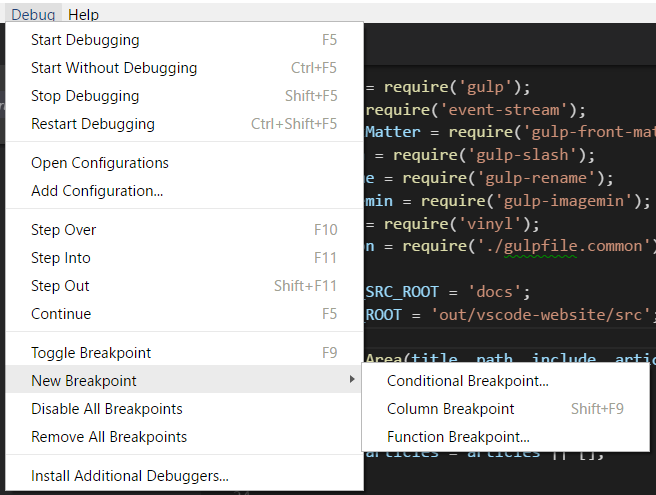 Debug Help
Start Debugging F5
Start Without Debugging Ctrl+F5
Stop Debugging Shift+F5
Restart Debugging Ctrl+Shift+F5
Open Configurations
Add Configuration...
Step Over F10
Step Into F11
Step Out Shift+F11
Continue F5
Toggle Breakpoint F9
New Breakpoint
Disable All Breakpoints
Remove All Breakpoints
Install Additional Debuggers...
Conditional Breakpoint...
Column Breakpoint Shift+F9
Function Breakpoint...
= require('gulp');
require('event-stream');
Matter = require('gulp-front-mat
= require('gulp-slash');
e = require('gulp-rename');
min = require('gulp-imagemin');
= require('vinyl');
n = require('./gulpfile.common')
_SRC_ROOT = 'docs';
ROOT = 'out/vscode-website/src';
Area(title, path, include, artic
articles = articles || [];